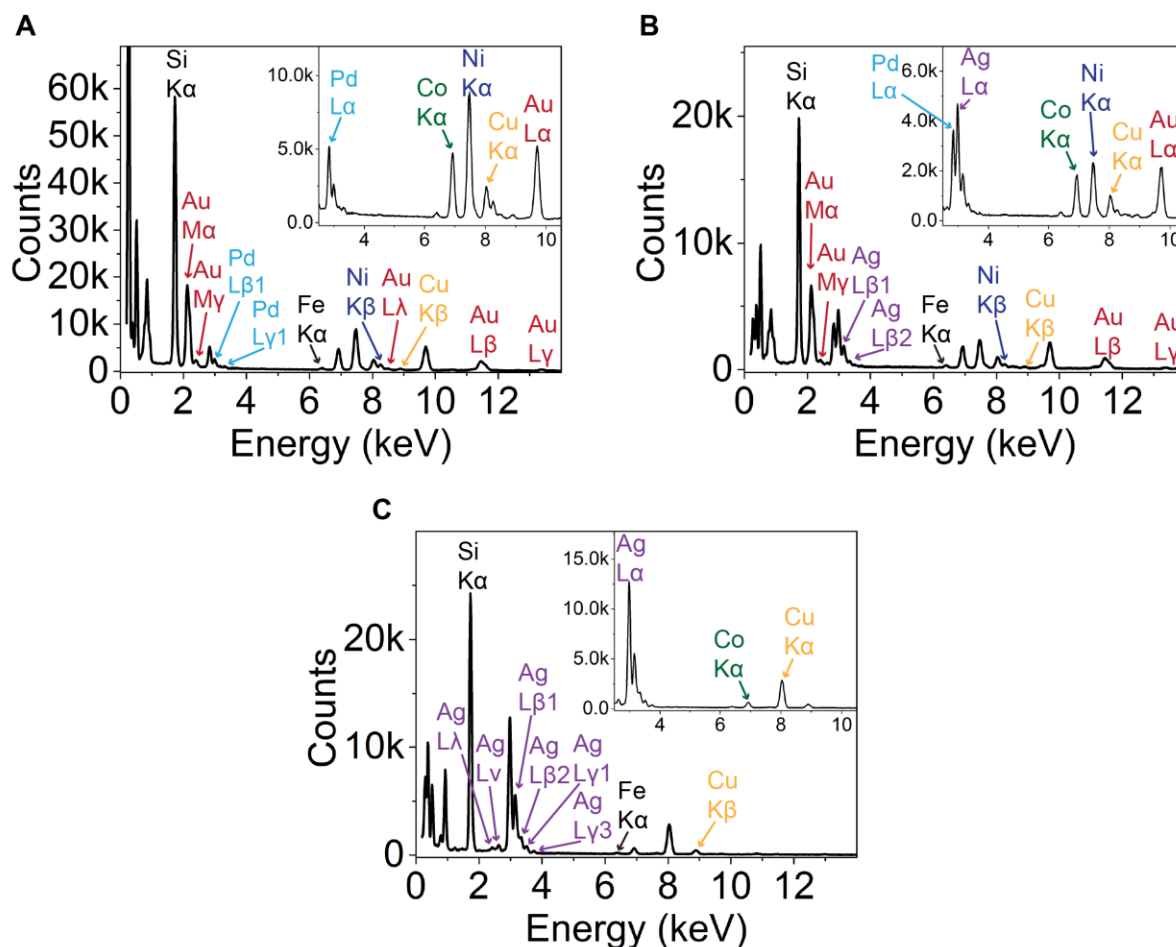 A
Counts
60k
50k
40k
30k
20k
10k
0
0 2 4 6 8 10 12
Energy (keV)
Si
Kα
Au
Mα
Au
Mγ
Pd
Lβ1
Pd
Lγ1
Fe
Kα
Ni
Kβ
Au
Lλ
Cu
Kβ
Au
Lβ
Au
Lγ
10.0k
5.0k
0.0
4 6 8 10
Pd
Lα
Co
Kα
Ni
Kα
Cu
Kα
Au
Lα
B
Counts
20k
10k
0
0 2 4 6 8 10 12
Energy (keV)
Si
Kα
Au
Mα
Au
Mγ
Ag
Lβ1
Ag
Lβ2
Fe
Kα
Ni
Kβ
Cu
Kβ
Au
Lβ
Au
Lγ
6.0k
4.0k
2.0k
0.0
4 6 8 10
Pd
Lα
Ag
Lα
Co
Kα
Ni
Kα
Cu
Kα
Au
Lα
C
Counts
20k
10k
0
0 2 4 6 8 10 12
Energy (keV)
Si
Kα
Ag
Lλ
Ag
Lv
Ag
Lβ1
Ag
Lβ2
Ag
Lγ1
Ag
Lγ3
Fe
Kα
Cu
Kβ
15.0k
10.0k
5.0k
0.0
4 6 8 10
Ag
Lα
Co
Kα
Cu
Kα